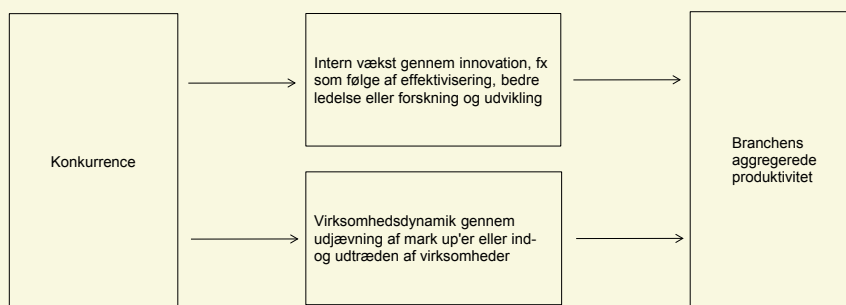 Konkurrence
Intern vækst gennem innovation, fx
som følge af effektivisering, bedre
ledelse eller forskning og udvikling
Virksomhedsdynamik gennem
udjævning af mark up'er eller ind-
og udtræden af virksomheder
Branchens
aggregerede
produktivitet